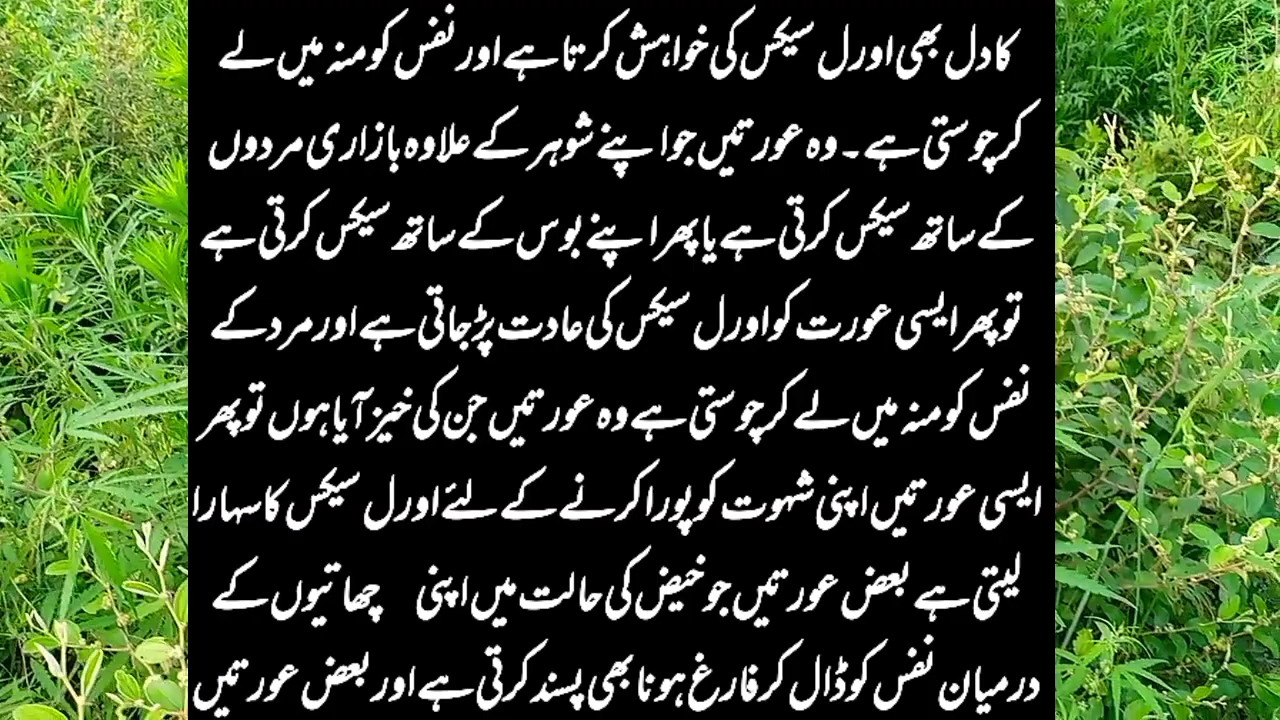 کا دل بھی اورل سیکس کی خواہش کرتا ہے اور نفس کو منہ میں لے
کر چوستی ہے۔ وہ عورتیں جو اپنے شوہر کے علاوہ بازاری مردوں
کے ساتھ سیکس کرتی ہے یا پھر اپنے بوس کے ساتھ سیکس کرتی ہے
تو پھر ایسی عورت کو اورل سیکس کی عادت پڑ جاتی ہے اور مرد کے
نفس کو منہ میں لے کر چوستی ہے وہ عورتیں جن کی خیز آیا ہوں تو پھر
ایسی عورتیں اپنی شہوت کو پورا کرنے کے لئے اورل سیکس کا سہارا
لیتی ہے بعض عورتیں جو خیض کی حالت میں اپنی چھاتیوں کے
درمیان نفس کو ڈال کر فارغ ہونا بھی پسند کرتی ہے اور بعض عورتیں